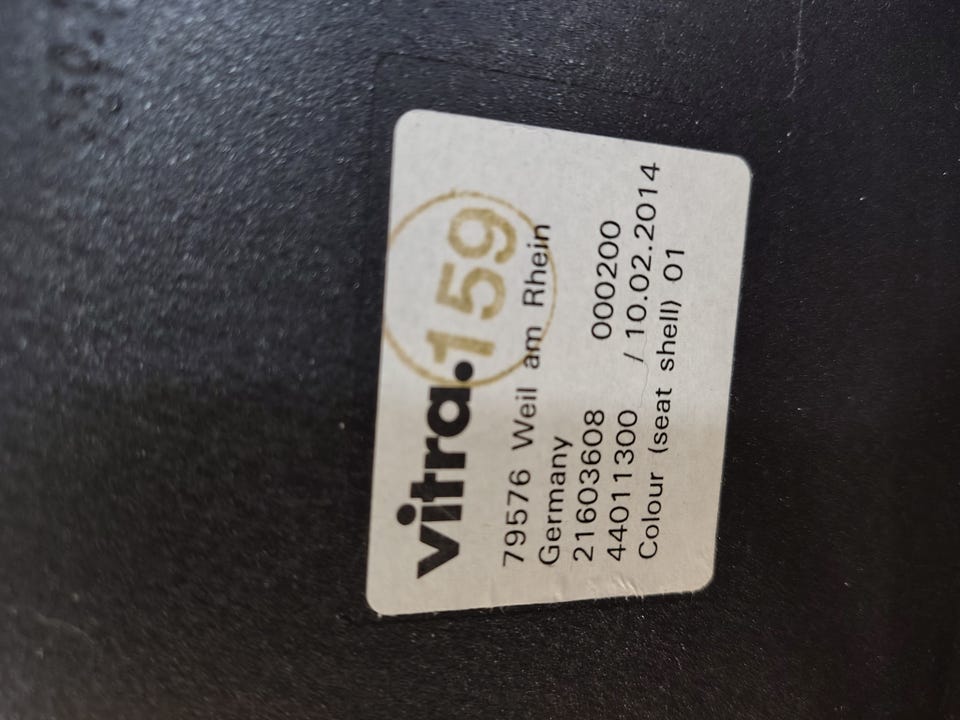 vitra.
159
79576 Weil am Rhein
Germany
21603608 000200
44011300 / 10.02.2014
Colour (seat shell) 01